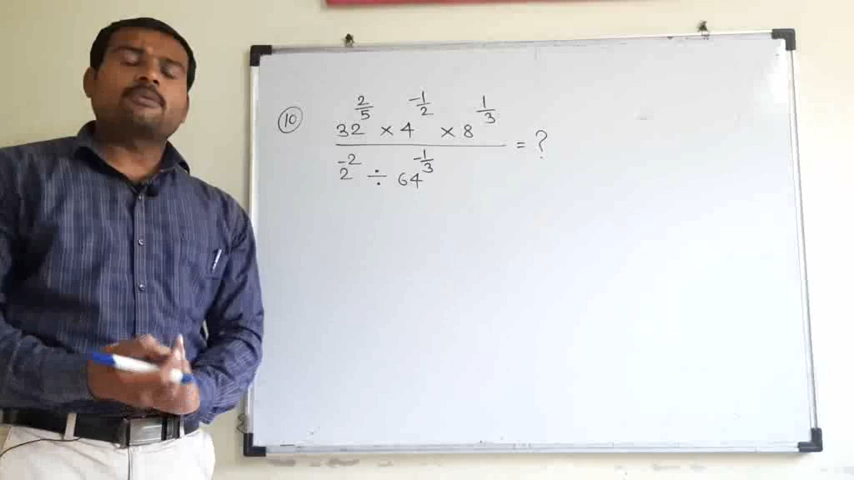 ⑩ 32^(2/5) × 4^(-1/2) × 8^(1/3)
2^(-2) ÷ 64^(-1/3) = ?